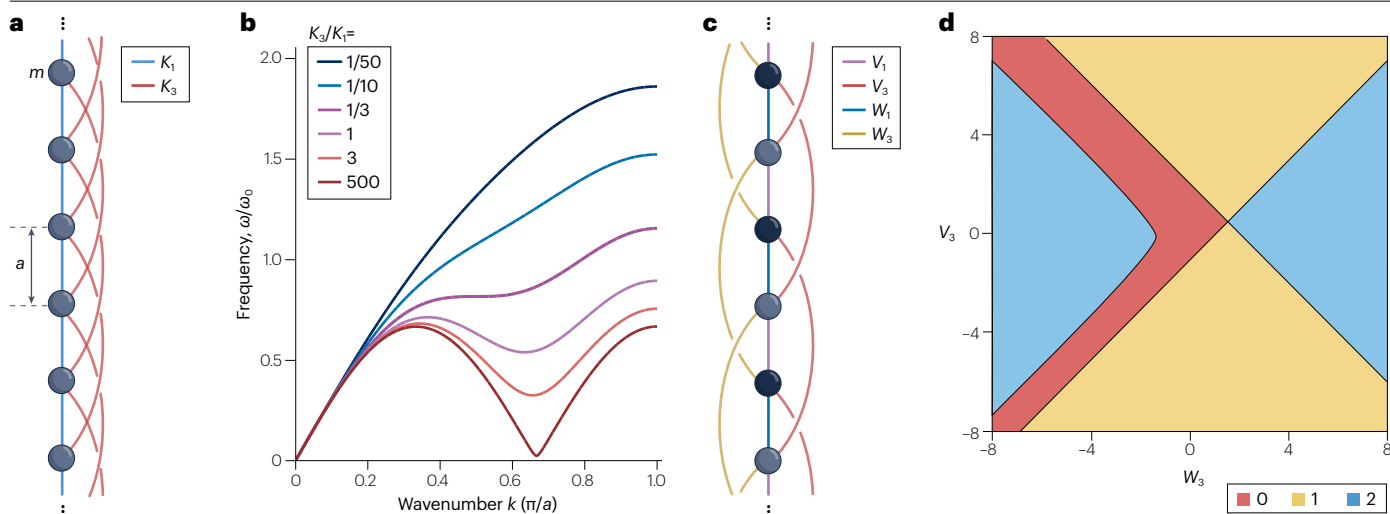 a
m
a
K₁
K₃
b
K₃/K₁=
1/50
1/10
1/3
1
3
500
Frequency, ω/ω₀
2.0
1.5
1.0
0.5
0
0
0.2
0.4
0.6
0.8
1.0
Wavenumber k (π/a)
c
V₁
V₃
W₁
W₃
d
V₃
8
4
0
−4
−8
−8
−4
0
4
8
W₃
0
1
2